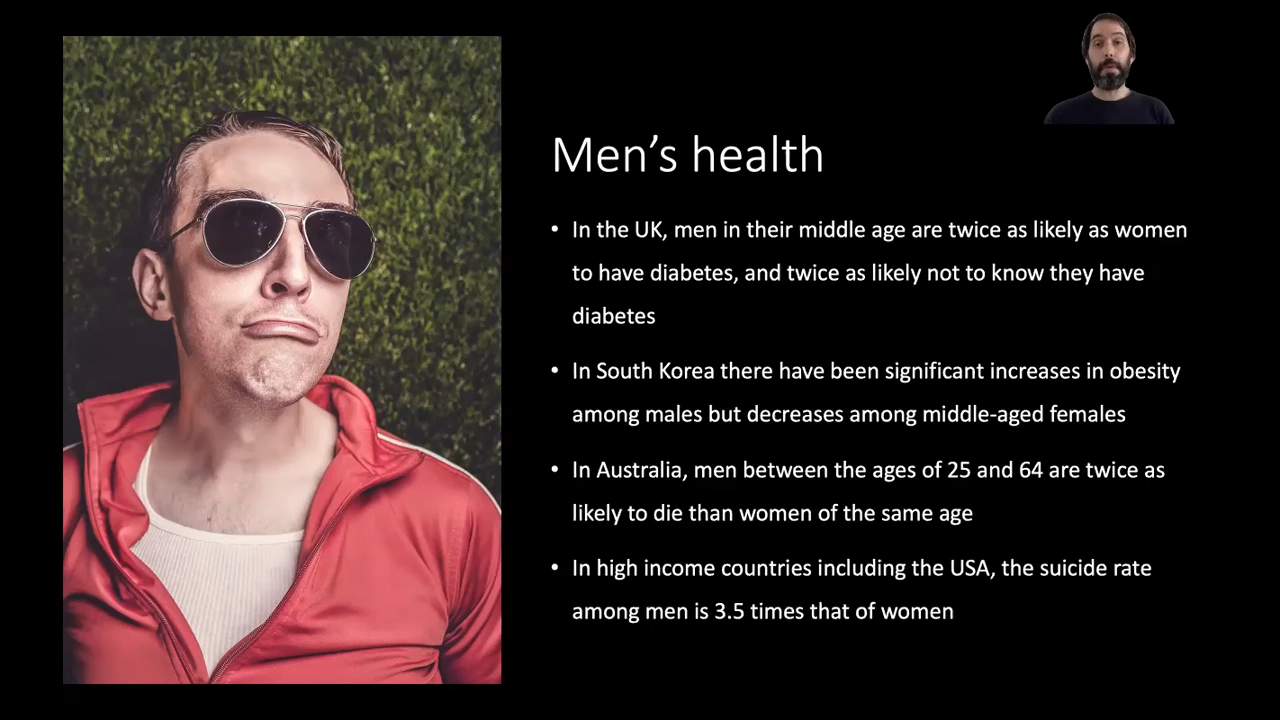 Men’s health
• In the UK, men in their middle age are twice as likely as women
to have diabetes, and twice as likely not to know they have
diabetes
• In South Korea there have been significant increases in obesity
among males but decreases among middle-aged females
• In Australia, men between the ages of 25 and 64 are twice as
likely to die than women of the same age
• In high income countries including the USA, the suicide rate
among men is 3.5 times that of women